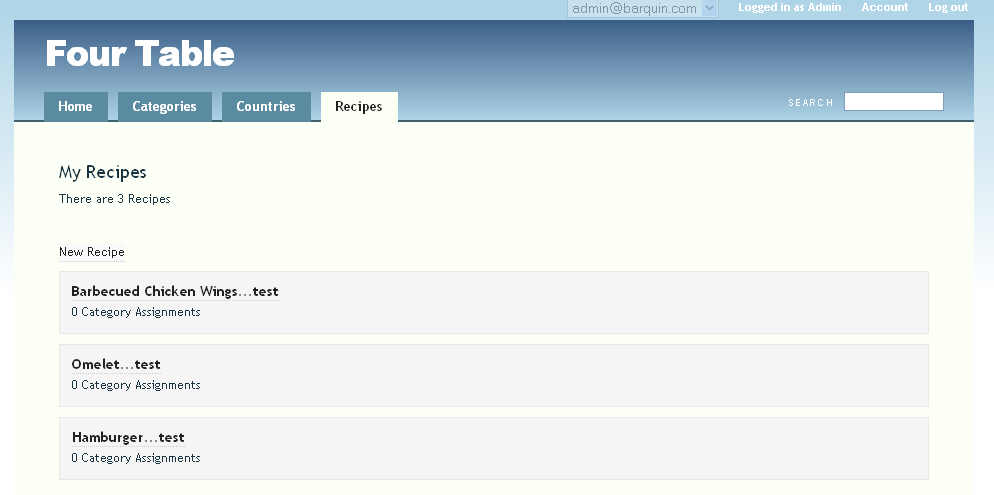 admin@barquin.com Logged in as Admin Account Log out
Four Table
Home Categories Countries Recipes SEARCH
My Recipes
There are 3 Recipes
New Recipe
Barbecued Chicken Wings...test
0 Category Assignments
Omelet...test
0 Category Assignments
Hamburger...test
0 Category Assignments